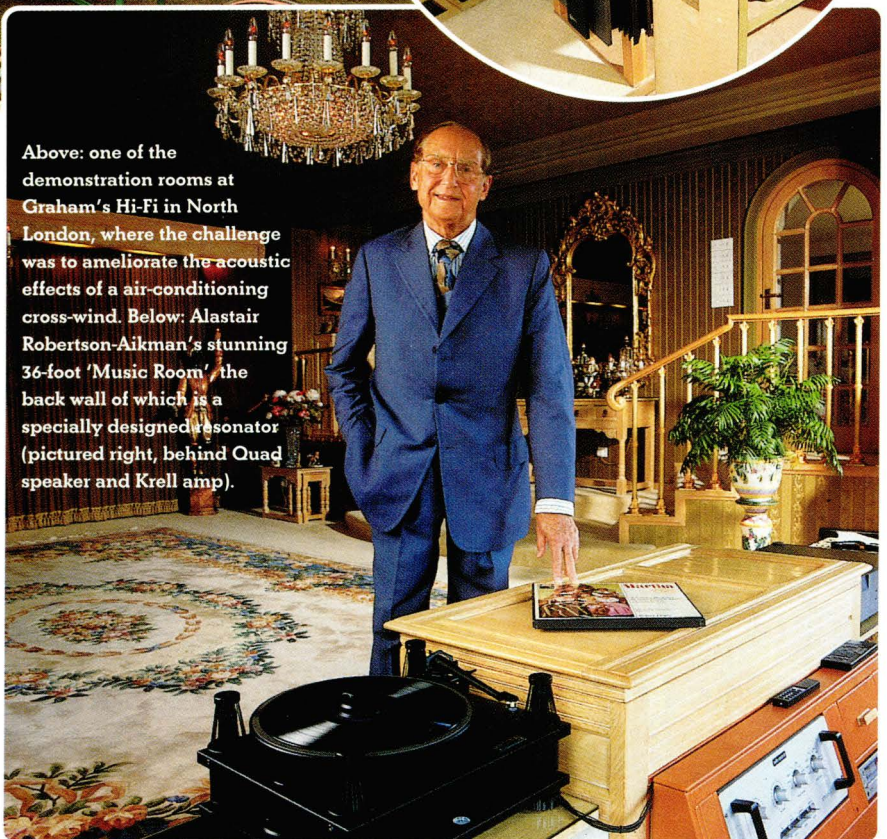 Above: one of the
demonstration rooms at
Graham's Hi-Fi in North
London, where the challenge
was to ameliorate the acoustic
effects of a air-conditioning
cross-wind. Below: Alastair
Robertson-Aikman's stunning
36-foot 'Music Room', the
back wall of which is a
specially designed resonator
(pictured right, behind Quad
speaker and Krell amp).